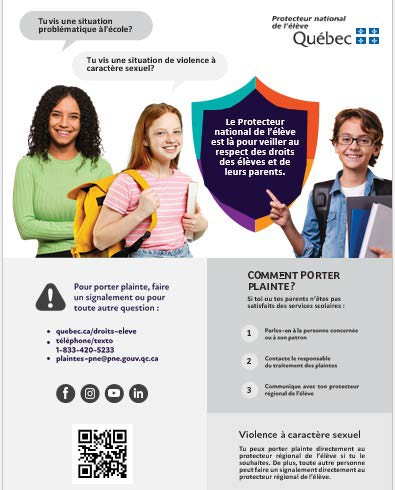 Tu vis une situation
problématique à l'école?
Tu vis une situation de violence à
caractère sexuel?
Protecteur national
de l'élève
Québec
Le Protecteur
national de l'élève
est là pour veiller au
respect des droits
des élèves et de
leurs parents.
Pour porter plainte, faire
un signalement ou pour
toute autre question :
• quebec.ca/droits-eleve
• téléphone/texto
1-833-420-5233
• plaintes-pne@pne.gouv.qc.ca
COMMENT PORTER
PLAINTE?
Si toi ou tes parents n'êtes pas
satisfaits des services scolaires :
1 Parles-en à la personne concernée
ou à son patron
2 Contacte le responsable
du traitement des plaintes
3 Communique avec ton protecteur
régional de l'élève
Violence à caractère sexuel
Tu peux porter plainte directement au
protecteur régional de l'élève si tu le
souhaites. De plus, toute autre personne
peut faire un signalement directement au
protecteur régional de l'élève.